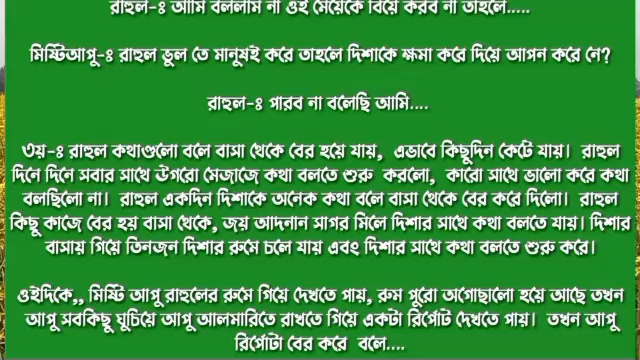 রাহুল-ঃ আমি বললাম না ওই মেয়েকে বিয়ে করব না তাহলে.....
মিষ্টিআপু-ঃ রাহুল ভুল তে মানুষই করে তাহলে দিশাকে ক্ষমা করে দিয়ে আপন করে নে?
রাহুল-ঃ পারব না বলেছি আমি....
৩য়-ঃ রাহুল কথাগুলো বলে বাসা থেকে বের হয়ে যায়, এভাবে কিছুদিন কেটে যায়। রাহুল
দিনে দিনে সবার সাথে উগরো মেজাজে কথা বলতে শুরু করলো, কারো সাথে ভালো করে কথা
বলছিলো না। রাহুল একদিন দিশাকে অনেক কথা বলে বাসা থেকে বের করে দিলো। রাহুল
কিছু কাজে বের হয় বাসা থেকে, জয় আদনান সাগর মিলে দিশার সাথে কথা বলতে যায়। দিশার
বাসায় গিয়ে তিনজন দিশার রুমে চলে যায় এবং দিশার সাথে কথা বলতে শুরু করে।
ওইদিকে,, মিষ্টি আপু রাহুলের রুমে গিয়ে দেখতে পায়, রুম পুরো অগোছালো হয়ে আছে তখন
আপু সবকিছু ঘুচিয়ে আপু আলমারিতে রাখতে গিয়ে একটা রিপোর্ট দেখতে পায়। তখন আপু
রিপোর্টটা বের করে বলে....